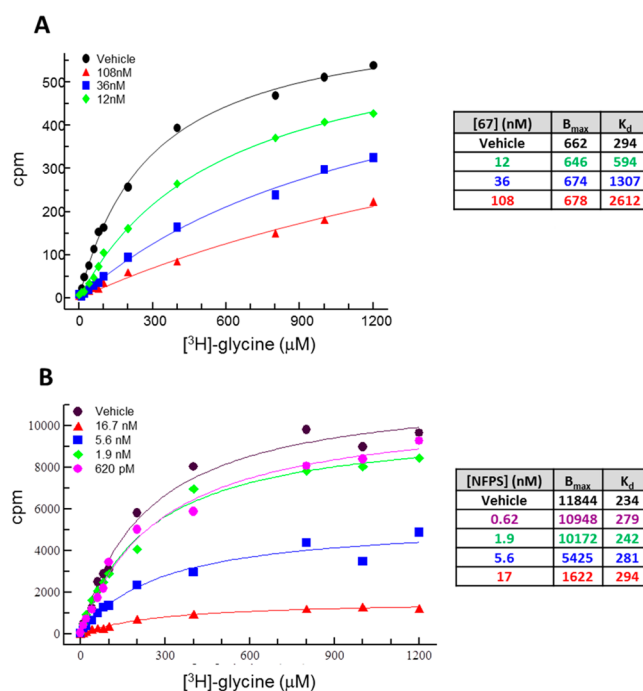 A
Vehicle
108nM
36nM
12nM
500
400
300
200
100
0
cpm
0 300 600 900 1200
[³H]-glycine (μM)
[67] (nM) Bmax Kd
Vehicle 662 294
12 646 594
36 674 1307
108 678 2612
B
Vehicle
16.7 nM
5.6 nM
1.9 nM
620 pM
10000
8000
6000
4000
2000
0
cpm
0 200 400 600 800 1000 1200
[³H]-glycine (μM)
[NFPS] (nM) Bmax Kd
Vehicle 11844 234
0.62 10948 279
1.9 10172 242
5.6 5425 281
17 1622 294